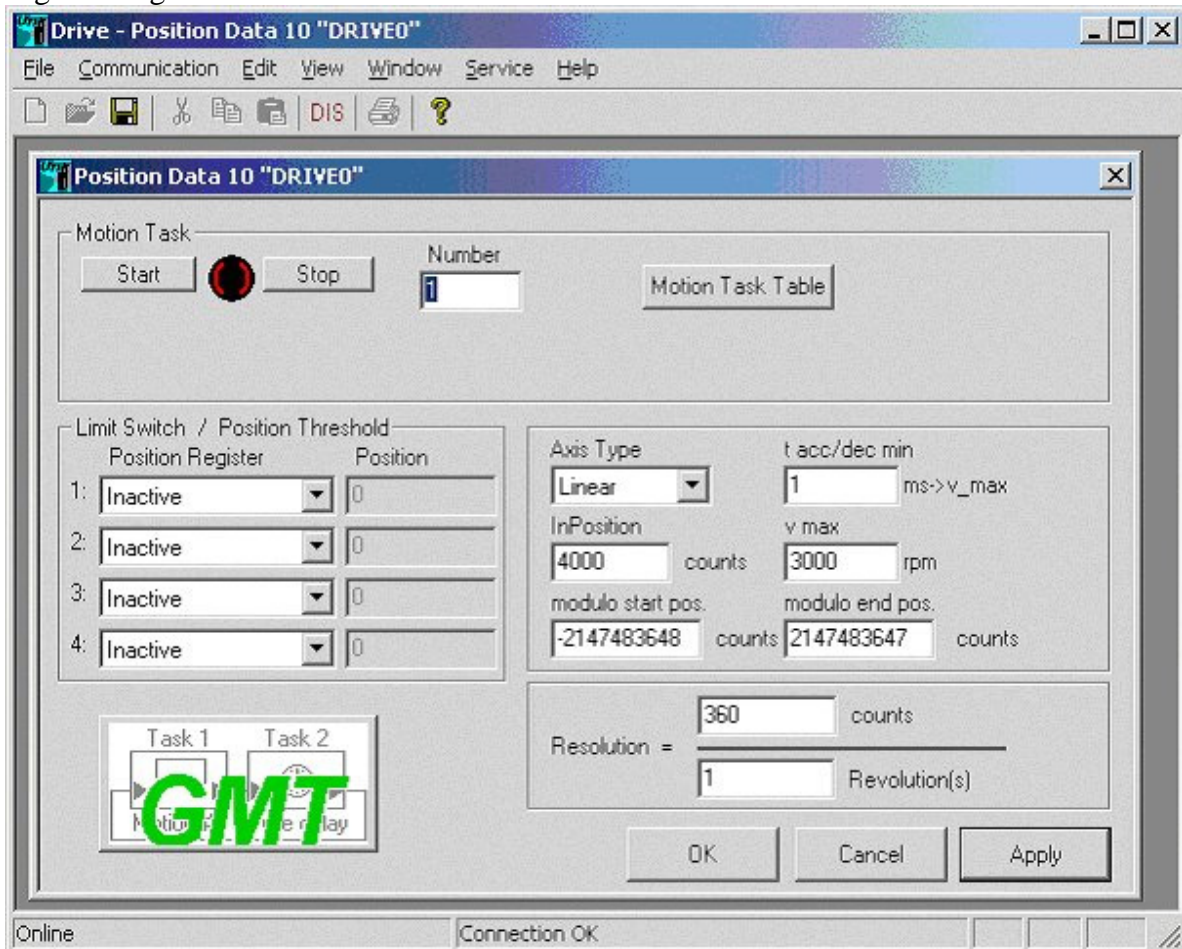 Drive - Position Data 10 "DRIVE0"
File Communication Edit View Window Service Help
DIS
Position Data 10 "DRIVE0"
Motion Task
Start
Stop
Number
1
Motion Task Table
Limit Switch / Position Threshold
Position Register Position
1: Inactive 0
2: Inactive 0
3: Inactive 0
4: Inactive 0
Axis Type
Linear
t acc/dec min
1 ms->v_max
InPosition
4000 counts
v max
3000 rpm
modulo start pos.
-2147483648 counts
modulo end pos.
2147483647 counts
Task 1 Task 2
GMT
Resolution =
360 counts
1 Revolution(s)
OK Cancel Apply
Online Connection OK